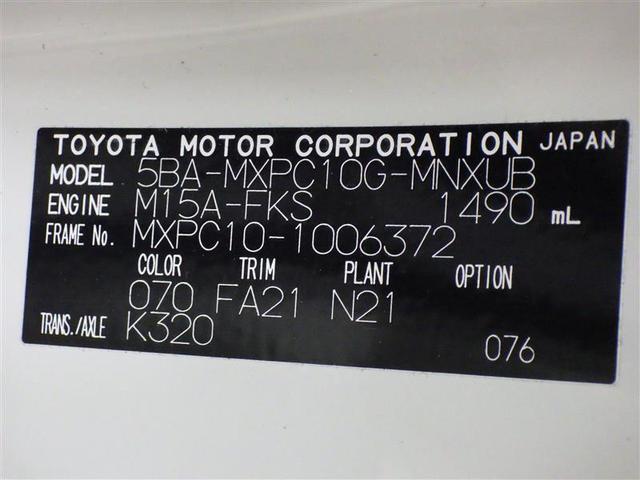 TOYOTA MOTOR CORPORATION JAPAN
MODEL 5BA-MXPC10G-MNXUB
ENGINE M15A-FKS 1490 mL
FRAME No. MXPC10-1006372
COLOR TRIM PLANT OPTION
070 FA21 N21
TRANS./AXLE K320
076